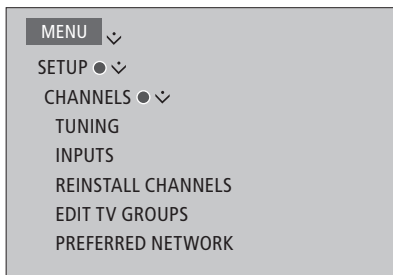 MENU
SETUP
CHANNELS
TUNING
INPUTS
REINSTALL CHANNELS
EDIT TV GROUPS
PREFERRED NETWORK